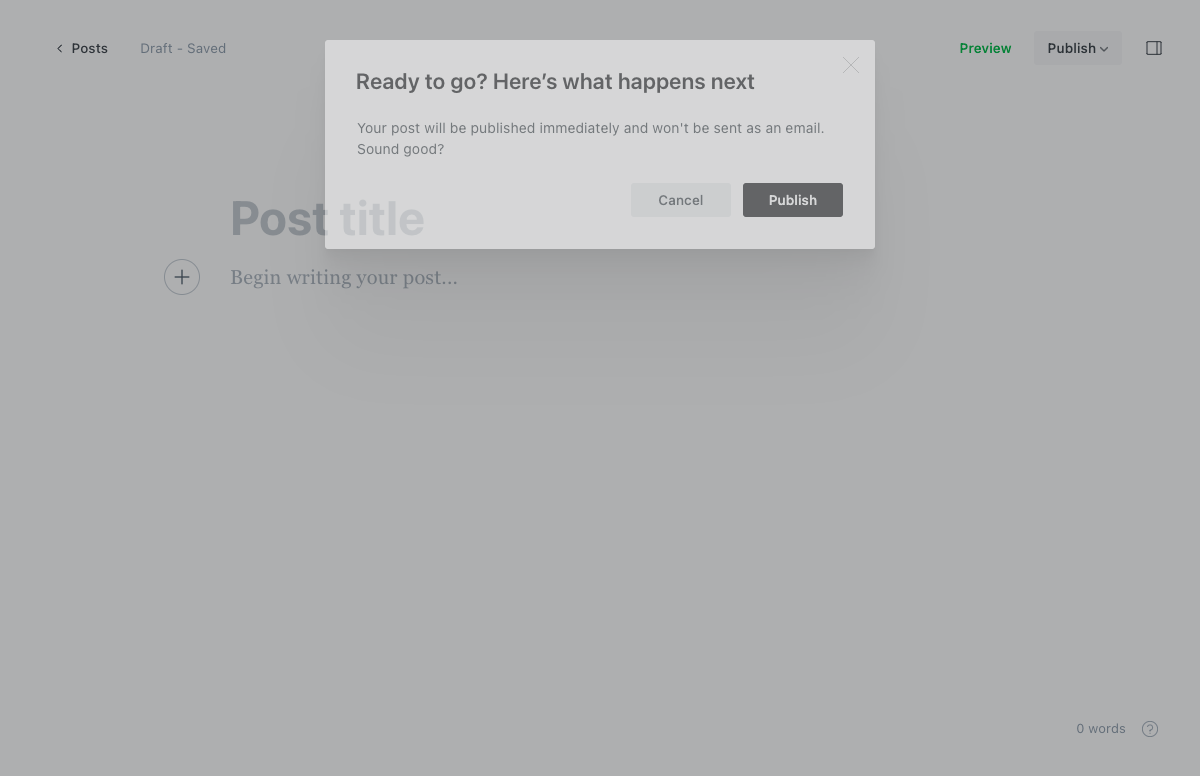 Posts
Draft - Saved
Preview
Publish
Ready to go? Here’s what happens next
Your post will be published immediately and won't be sent as an email.
Sound good?
Cancel
Publish
Post title
Begin writing your post...
0 words
?